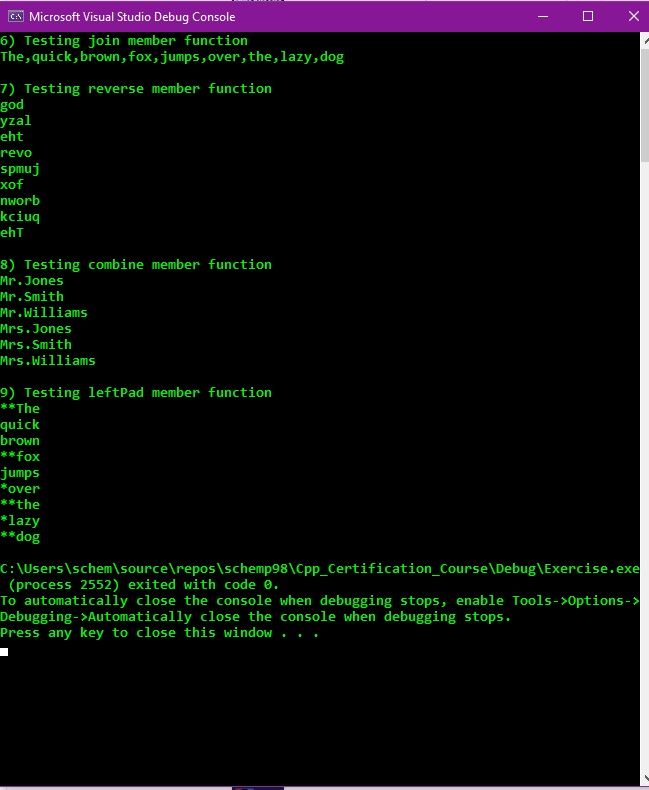 Microsoft Visual Studio Debug Console
6) Testing join member function
The,quick,brown,fox,jumps,over,the,lazy,dog
7) Testing reverse member function
god
yzal
eht
revo
spmuj
xof
nworb
kciuq
ehT
8) Testing combine member function
Mr.Jones
Mr.Smith
Mr.Williams
Mrs.Jones
Mrs.Smith
Mrs.Williams
9) Testing leftPad member function
**The
quick
brown
**fox
jumps
*over
**the
*lazy
**dog
C:\Users\schem\source\repos\schemp98\Cpp_Certification_Course\Debug\Exercise.exe
(process 2552) exited with code 0.
To automatically close the console when debugging stops, enable Tools->Options->
Debugging->Automatically close the console when debugging stops.
Press any key to close this window . . .